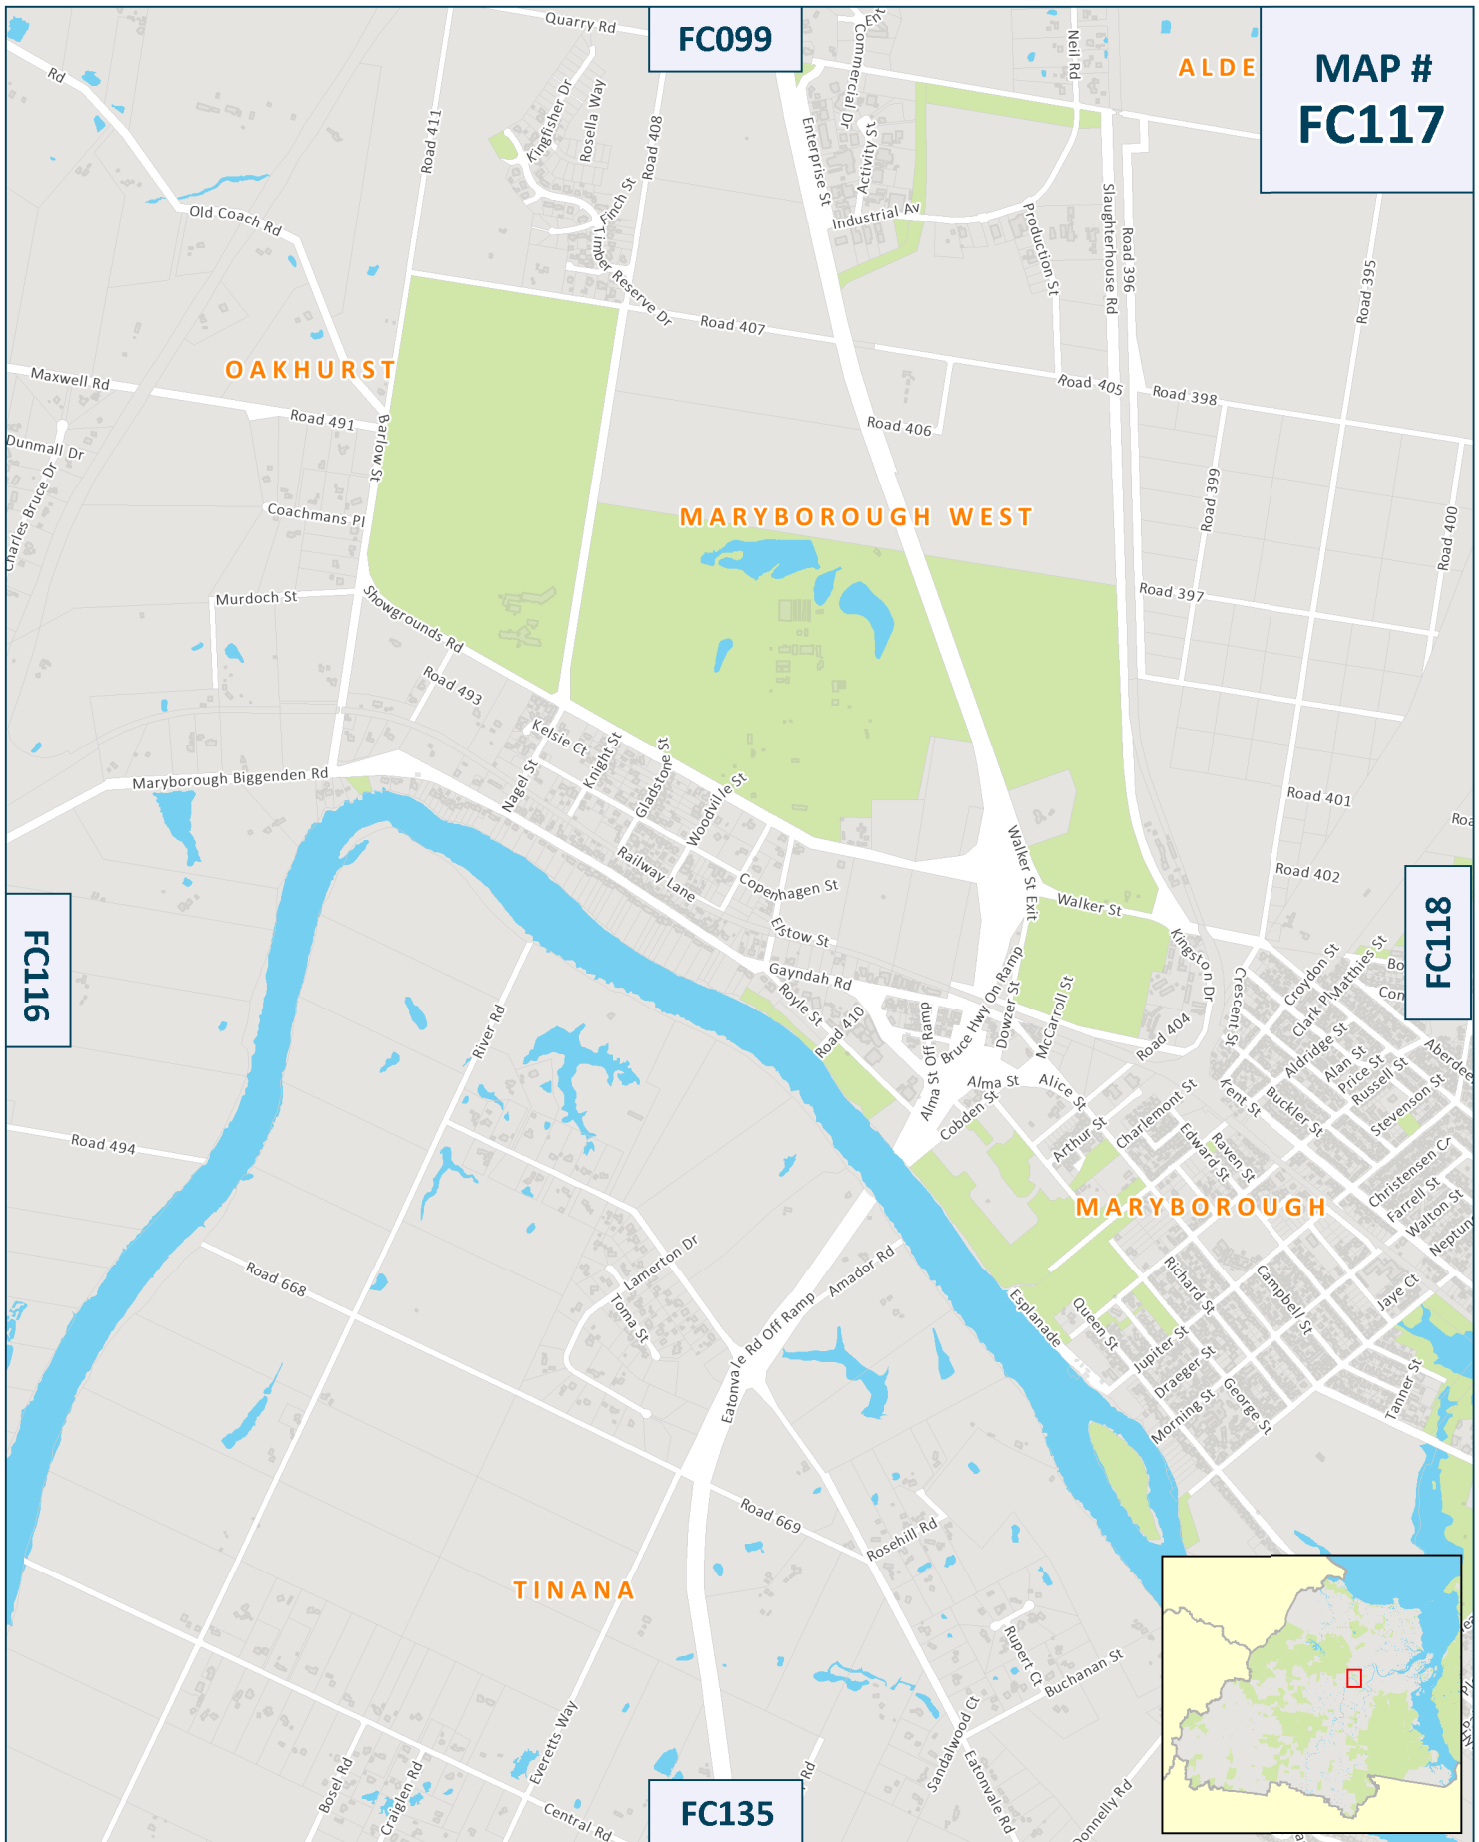 FC099
MAP #
FC117
ALDE
Quarry Rd
Rd
Road 411
Kingfisher Dr
Rosella Way
Road 408
Finch St
Timber Reserve Dr
Old Coach Rd
Ent
Commercial Dr
Enterprise St
Activity St
Industrial Av
Neil Rd
Production St
Slaughterhouse Rd
Road 396
Road 395
Road 407
Road 405
Road 398
Road 406
OAKHURST
Maxwell Rd
Road 491
Barlow St
Dunmall Dr
Charles Bruce Dr
Coachmans Pl
Road 399
Road 400
MARYBOROUGH WEST
Murdoch St
Showgrounds Rd
Road 397
Road 493
Kelsie Ct
Knight St
Nagel St
Gladstone St
Woodville St
Maryborough Biggenden Rd
Railway Lane
Copenhagen St
Elstow St
Walker St Exit
Walker St
Road 401
Roa
Road 402
FC116
FC118
Gayndah Rd
Royle St
Road 410
Alma St Off Ramp
Bruce Hwy On Ramp
Dowzer St
McCarroll St
Kingston Dr
Crescent St
Croydon St
Matthies St
Clark Pl
Bo
Con
Aldridge St
Alan St
Price St
Russell St
Aberdee
Stevenson St
Road 404
River Rd
Alma St
Alice St
Cobden St
Arthur St
Charlemont St
Kent St
Buckler St
Edward St
Raven St
Christensen Cr
Farrell St
Walton St
Neptun
Road 494
MARYBOROUGH
Road 668
Lamerton Dr
Toma St
Amador Rd
Eatonvale Rd Off Ramp
Esplanade
Queen St
Richard St
Campbell St
Jaye Ct
Jupiter St
Draeger St
Morning St
George St
Tanner St
Road 669
Rosehill Rd
TINANA
Rupert Ct
Buchanan St
Sandalwood Ct
Eatonvale Rd
Everetts Way
Bosel Rd
Craiglen Rd
Central Rd
Rd
Donnelly Rd
FC135